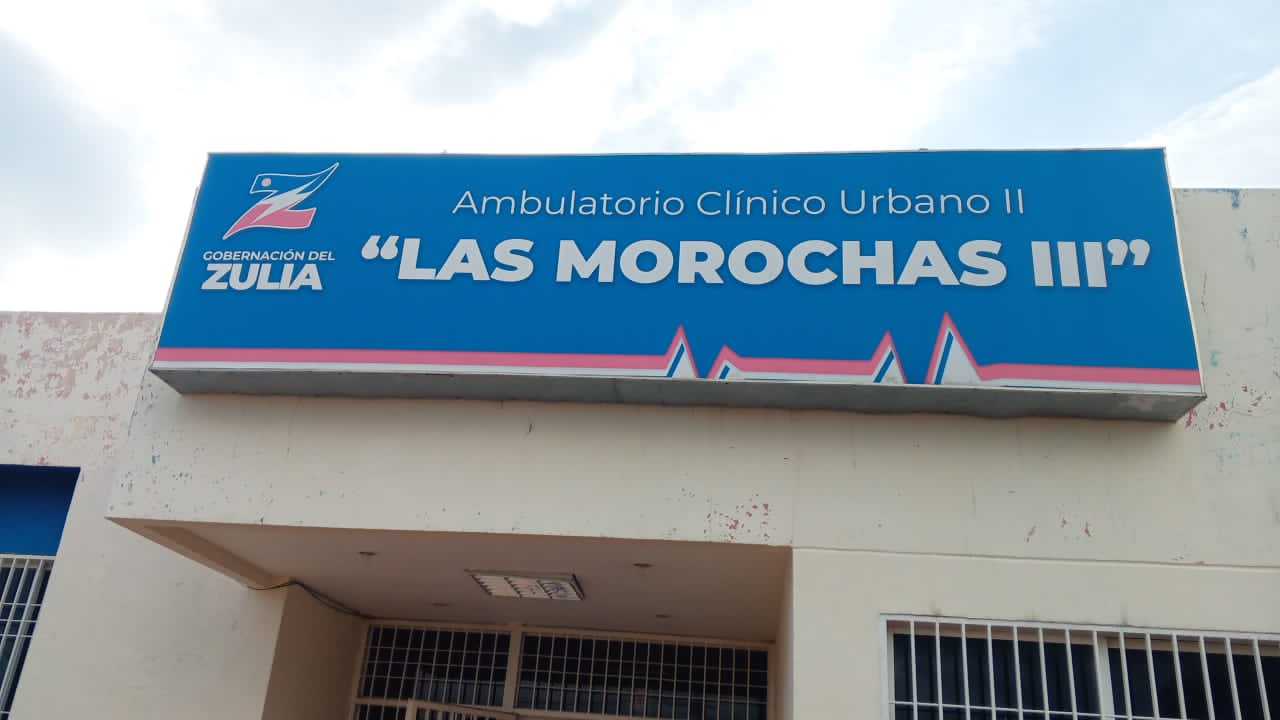 GOBERNACIÓN DEL
ZULIA
Ambulatorio Clínico Urbano II
“LAS MOROCHAS III”